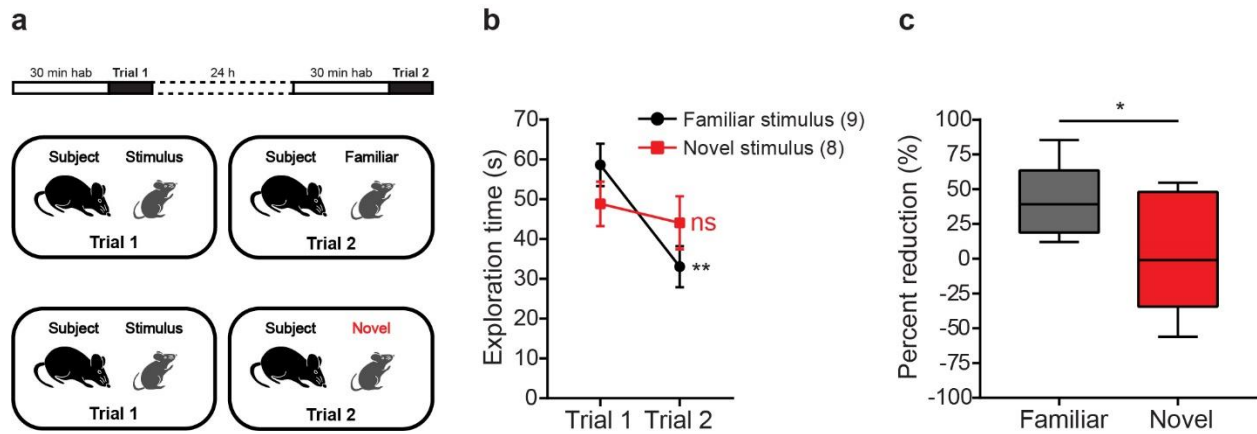 a
30 min hab Trial 1 24 h 30 min hab Trial 2
Subject Stimulus
Trial 1
Subject Familiar
Trial 2
Subject Stimulus
Trial 1
Subject Novel
Trial 2
b
Familiar stimulus (9)
Novel stimulus (8)
Exploration time (s)
70
60
50
40
30
20
10
0
ns
**
Trial 1 Trial 2
c
*
Percent reduction (%)
100
75
50
25
0
-25
-50
-75
-100
Familiar Novel